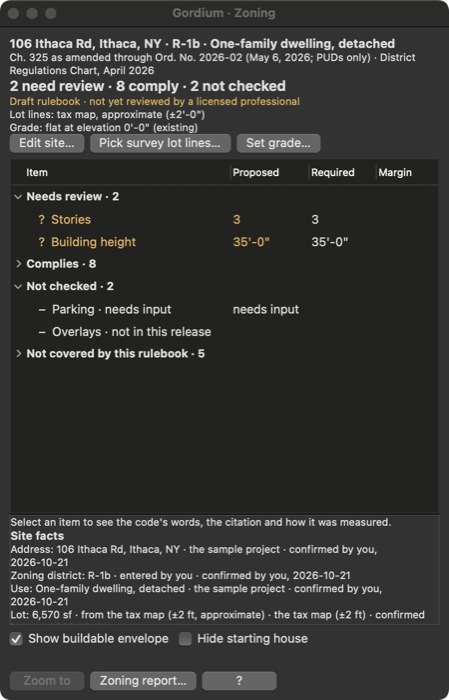 Gordium · Zoning
106 Ithaca Rd, Ithaca, NY · R-1b · One-family dwelling, detached
Ch. 325 as amended through Ord. No. 2026-02 (May 6, 2026; PUDs only) · District
Regulations Chart, April 2026
2 need review · 8 comply · 2 not checked
Draft rulebook · not yet reviewed by a licensed professional
Lot lines: tax map, approximate (±2'-0")
Grade: flat at elevation 0'-0" (existing)
Edit site... Pick survey lot lines... Set grade...
Item Proposed Required Margin
Needs review · 2
? Stories 3 3
? Building height 35'-0" 35'-0"
Complies · 8
Not checked · 2
– Parking · needs input needs input
– Overlays · not in this release
Not covered by this rulebook · 5
Select an item to see the code's words, the citation and how it was measured.
Site facts
Address: 106 Ithaca Rd, Ithaca, NY · the sample project · confirmed by you,
2026-10-21
Zoning district: R-1b · entered by you · confirmed by you, 2026-10-21
Use: One-family dwelling, detached · the sample project · confirmed by you,
2026-10-21
Lot: 6,570 sf · from the tax map (±2 ft, approximate) · the tax map (±2 ft) · confirmed
Show buildable envelope Hide starting house
Zoom to Zoning report... ?